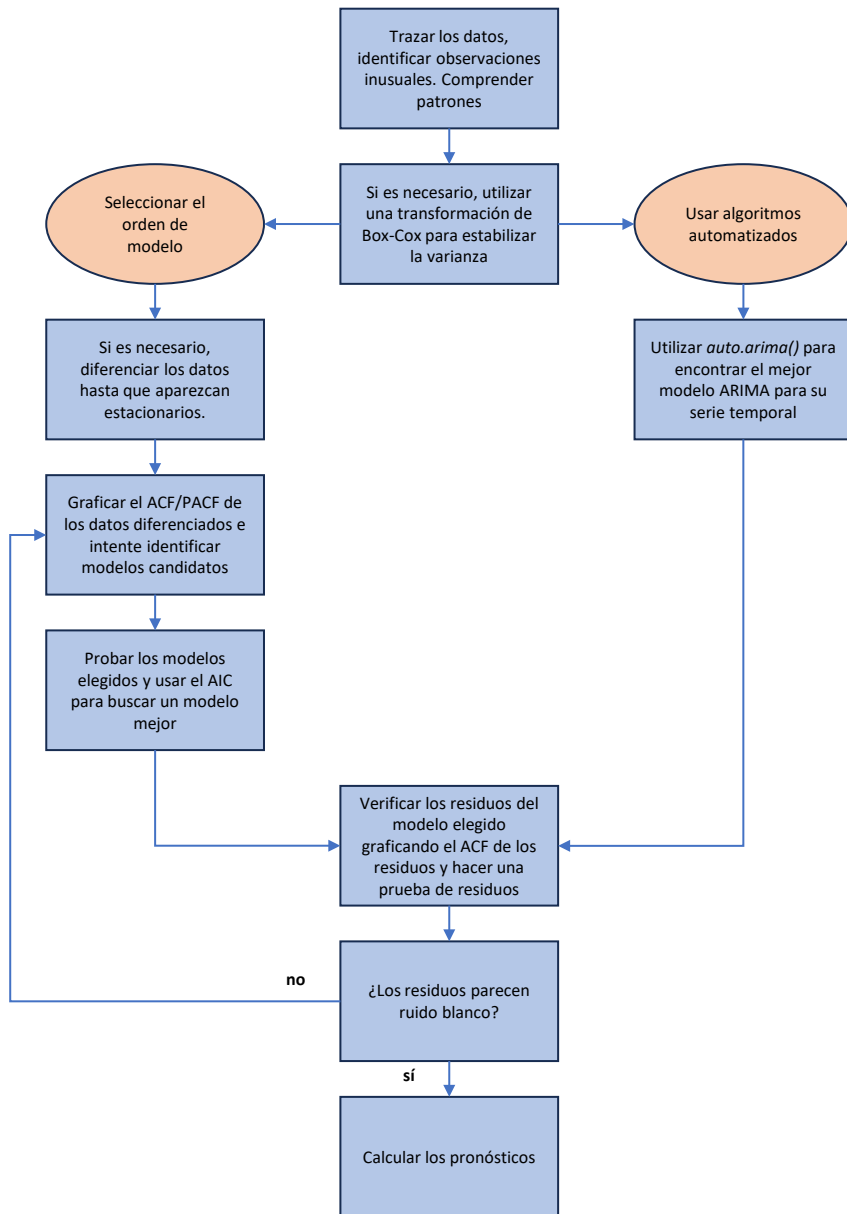 Trazar los datos,
identificar observaciones
inusuales. Comprender
patrones
Seleccionar el
orden de
modelo
Si es necesario, utilizar
una transformación de
Box-Cox para estabilizar
la varianza
Usar algoritmos
automatizados
Si es necesario,
diferenciar los datos
hasta que aparezcan
estacionarios.
Utilizar auto.arima() para
encontrar el mejor
modelo ARIMA para su
serie temporal
Graficar el ACF/PACF de
los datos diferenciados e
intente identificar
modelos candidatos
Probar los modelos
elegidos y usar el AIC
para buscar un modelo
mejor
Verificar los residuos del
modelo elegido
graficando el ACF de los
residuos y hacer una
prueba de residuos
no
¿Los residuos parecen
ruido blanco?
sí
Calcular los pronósticos